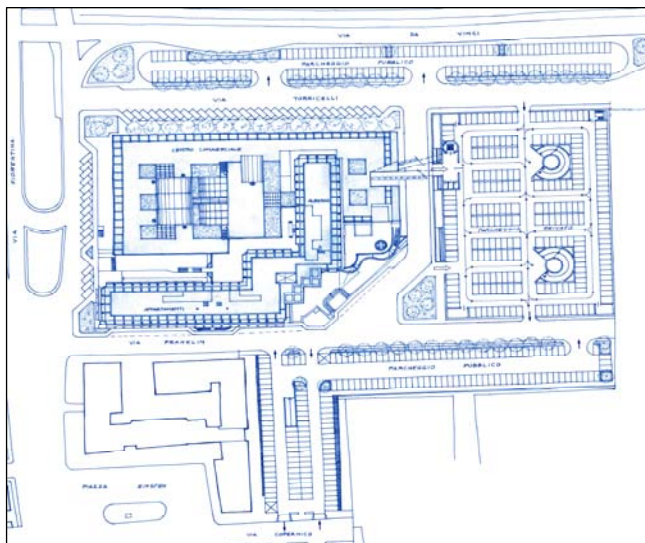 VIA DA VINCI
PARCHEGGIO PUBBLICO
VIA TORRICELLI
VIA FIORENTINA
CENTRO COMMERCIALE
ALBERGO
PARCHEGGIO PRIVATO
APPARTAMENTI
VIA FRANKLIN
PARCHEGGIO PUBBLICO
PIAZZA EINSTEIN
VIA COPERNICO